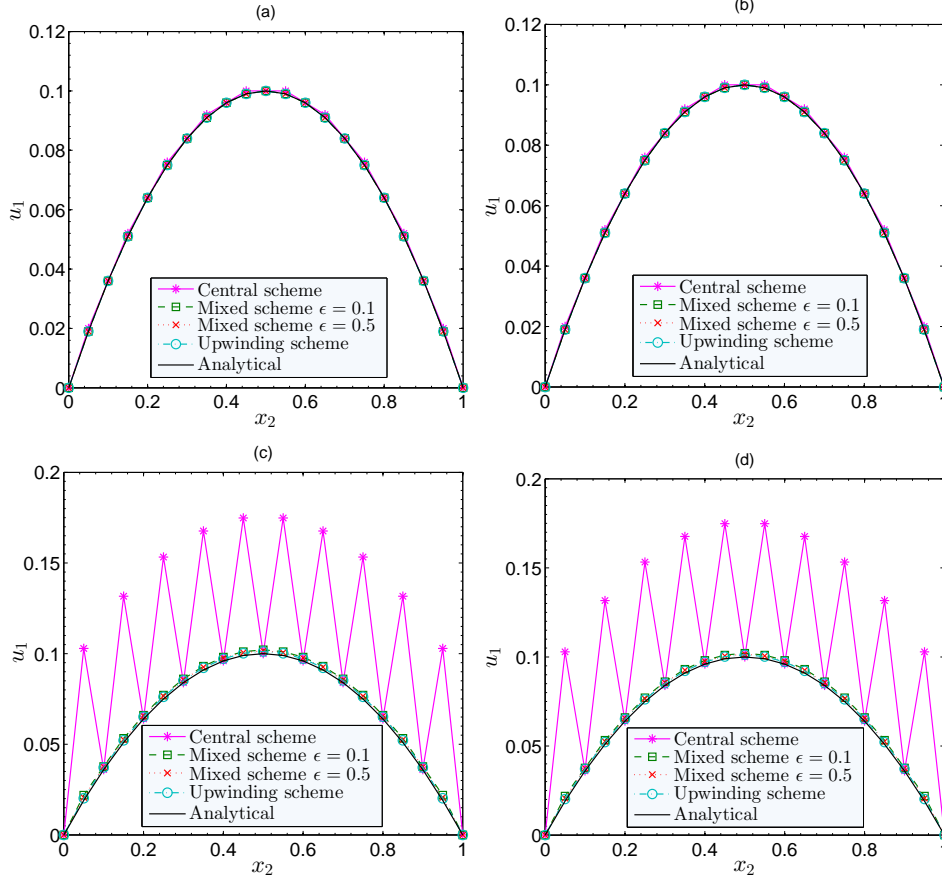 (a)
0.12
0.1
0.08
0.06
0.04
0.02
0
u1
Central scheme
Mixed scheme ϵ = 0.1
Mixed scheme ϵ = 0.5
Upwinding scheme
Analytical
0 0.2 0.4 0.6 0.8 1
x2
(b)
0.12
0.1
0.08
0.06
0.04
0.02
0
u1
Central scheme
Mixed scheme ϵ = 0.1
Mixed scheme ϵ = 0.5
Upwinding scheme
Analytical
0 0.2 0.4 0.6 0.8 1
x2
(c)
0.2
0.15
0.1
0.05
0
u1
Central scheme
Mixed scheme ϵ = 0.1
Mixed scheme ϵ = 0.5
Upwinding scheme
Analytical
0 0.2 0.4 0.6 0.8 1
x2
(d)
0.2
0.15
0.1
0.05
0
u1
Central scheme
Mixed scheme ϵ = 0.1
Mixed scheme ϵ = 0.5
Upwinding scheme
Analytical
0 0.2 0.4 0.6 0.8 1
x2